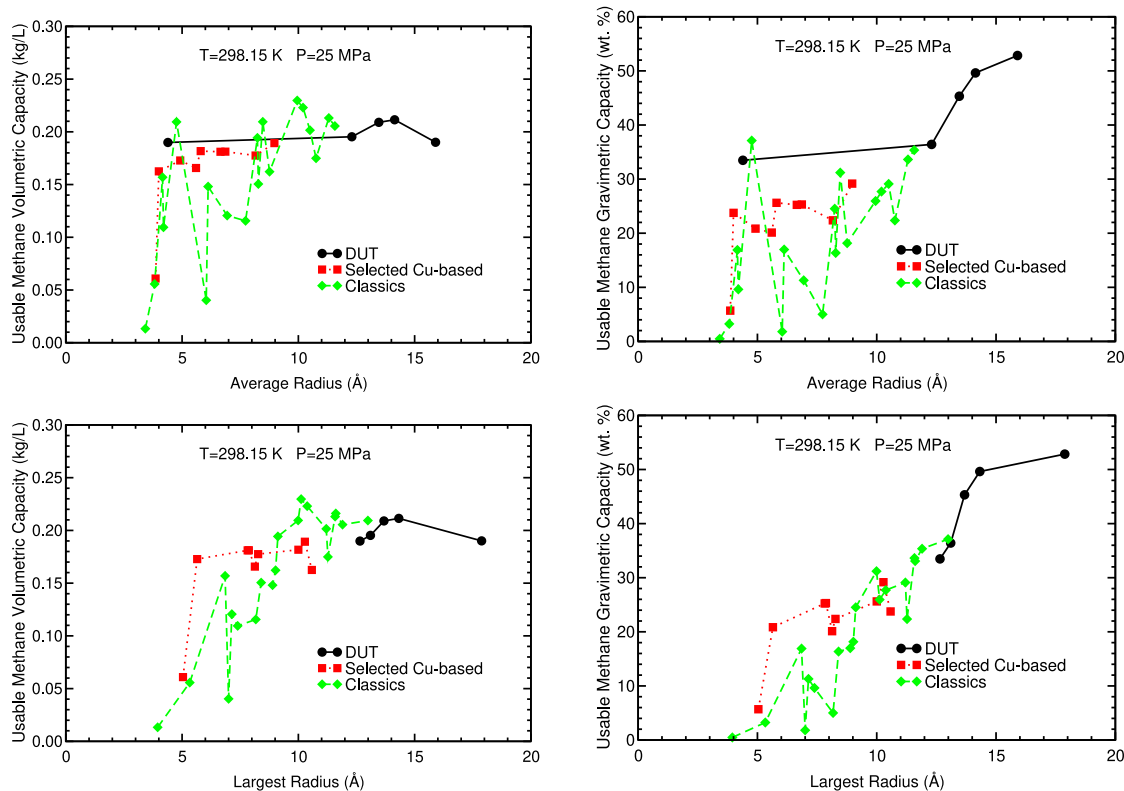 Usable Methane Volumetric Capacity (kg/L)
0.30
0.25
0.20
0.15
0.10
0.05
0.00
T=298.15 K P=25 MPa
DUT
Selected Cu-based
Classics
0 5 10 15 20
Average Radius (Å)
Usable Methane Gravimetric Capacity (wt. %)
60
50
40
30
20
10
0
T=298.15 K P=25 MPa
DUT
Selected Cu-based
Classics
0 5 10 15 20
Average Radius (Å)
Usable Methane Volumetric Capacity (kg/L)
0.30
0.25
0.20
0.15
0.10
0.05
0.00
T=298.15 K P=25 MPa
DUT
Selected Cu-based
Classics
0 5 10 15 20
Largest Radius (Å)
Usable Methane Gravimetric Capacity (wt. %)
60
50
40
30
20
10
0
T=298.15 K P=25 MPa
DUT
Selected Cu-based
Classics
0 5 10 15 20
Largest Radius (Å)